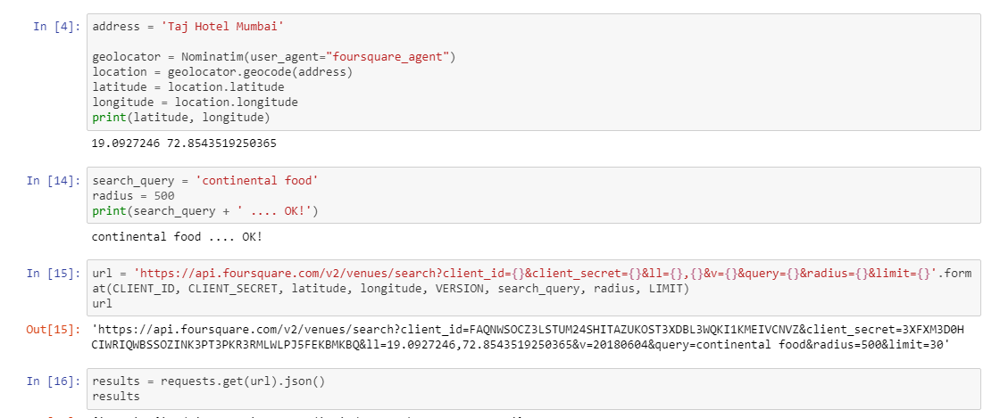 In [4]: address = 'Taj Hotel Mumbai'
geolocator = Nominatim(user_agent="foursquare_agent")
location = geolocator.geocode(address)
latitude = location.latitude
longitude = location.longitude
print(latitude, longitude)
19.0927246 72.8543519250365
In [14]: search_query = 'continental food'
radius = 500
print(search_query + ' .... OK!')
continental food .... OK!
In [15]: url = 'https://api.foursquare.com/v2/venues/search?client_id={}&client_secret={}&ll={},{}&v={}&query={}&radius={}&limit={}'.form
at(CLIENT_ID, CLIENT_SECRET, latitude, longitude, VERSION, search_query, radius, LIMIT)
url
Out[15]: 'https://api.foursquare.com/v2/venues/search?client_id=FAQNWSOCZ3LSTUM24SHITAZUKOST3XDBL3WQKI1KMEIVCNVZ&client_secret=3XFXM3D0H
CIWRIQWBSSOZINK3PT3PKR3RMLWLPJ5FEKBMKBQ&ll=19.0927246,72.8543519250365&v=20180604&query=continental food&radius=500&limit=30'
In [16]: results = requests.get(url).json()
results